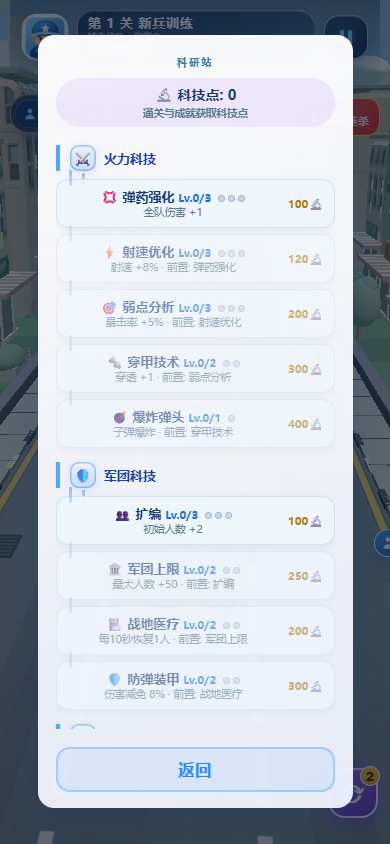 第 1 关 新兵训练
科研站
科技点: 0
通关与成就获取科技点
火力科技
弹药强化 Lv.0/3
全队伤害 +1
100
射速优化 Lv.0/3
射速 +8% · 前置: 弹药强化
120
弱点分析 Lv.0/3
暴击率 +5% · 前置: 射速优化
200
穿甲技术 Lv.0/2
穿透 +1 · 前置: 弱点分析
300
爆炸弹头 Lv.0/1
子弹爆炸 · 前置: 穿甲技术
400
军团科技
扩编 Lv.0/3
初始人数 +2
100
军团上限 Lv.0/2
最大人数 +50 · 前置: 扩编
250
战地医疗 Lv.0/2
每10秒恢复1人 · 前置: 军团上限
200
防弹装甲 Lv.0/2
伤害减免 8% · 前置: 战地医疗
300
返回
2